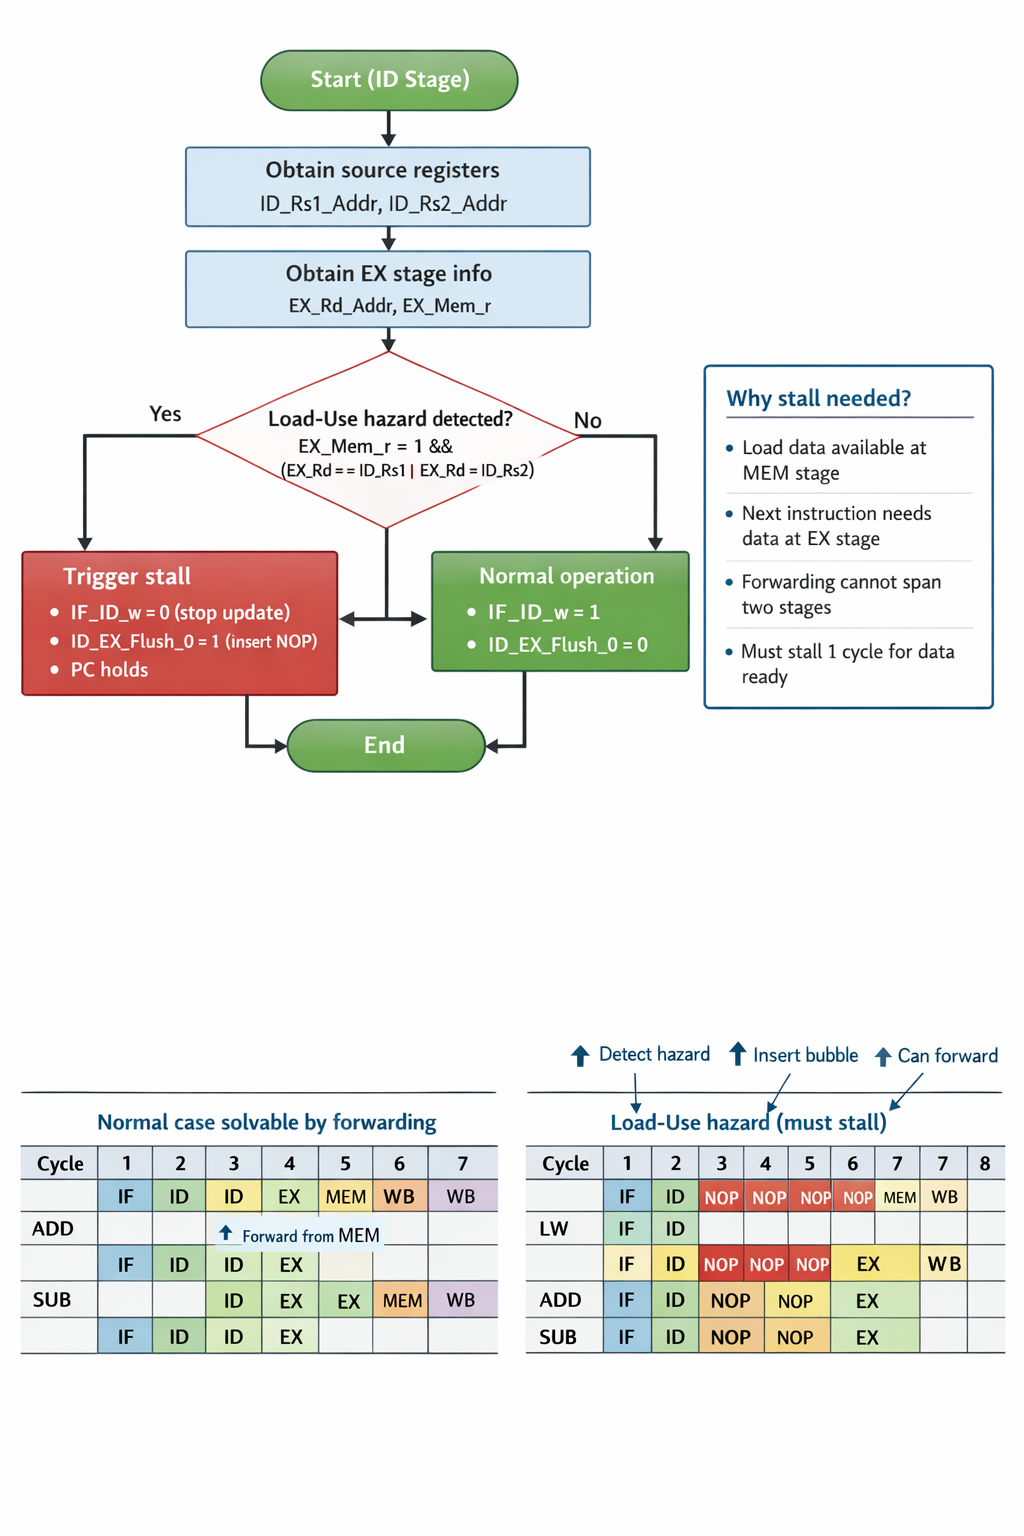 Start (ID Stage)
Obtain source registers
ID_Rs1_Addr, ID_Rs2_Addr
Obtain EX stage info
EX_Rd_Addr, EX_Mem_r
Yes
Load-Use hazard detected?
No
EX_Mem_r = 1 &&
(EX_Rd == ID_Rs1 | EX_Rd = ID_Rs2)
Trigger stall
• IF_ID_w = 0 (stop update)
• ID_EX_Flush_0 = 1 (insert NOP)
• PC holds
Normal operation
• IF_ID_w = 1
• ID_EX_Flush_0 = 0
End
Why stall needed?
• Load data available at
MEM stage
• Next instruction needs
data at EX stage
• Forwarding cannot span
two stages
• Must stall 1 cycle for data
ready
Normal case solvable by forwarding
Cycle 1 2 3 4 5 6 7
IF ID ID EX MEM WB WB
ADD
Forward from MEM
IF ID ID EX
SUB ID EX EX MEM WB
IF ID ID EX
Detect hazard Insert bubble Can forward
Load-Use hazard (must stall)
Cycle 1 2 3 4 5 6 7 7 8
IF ID NOP NOP NOP NOP MEM WB
LW IF ID
IF ID NOP NOP NOP EX WB
ADD IF ID NOP NOP EX
SUB IF ID NOP NOP EX